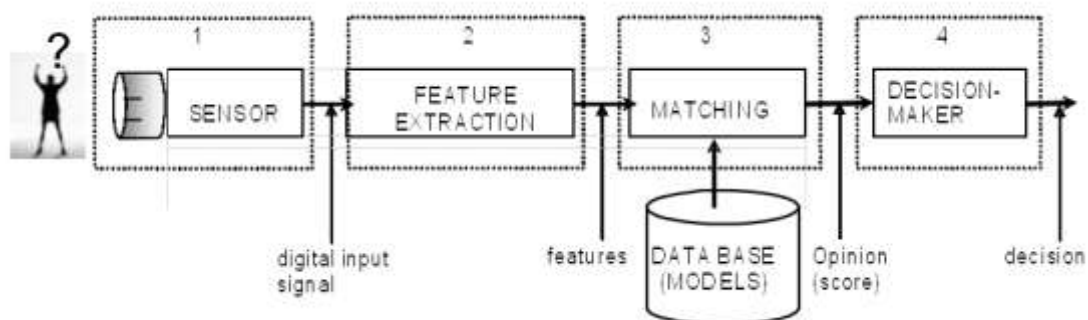 ?
1
2
3
4
SENSOR
FEATURE
EXTRACTION
MATCHING
DECISION-
MAKER
digital input
signal
features
DATA BASE
(MODELS)
Opinion
(score)
decision